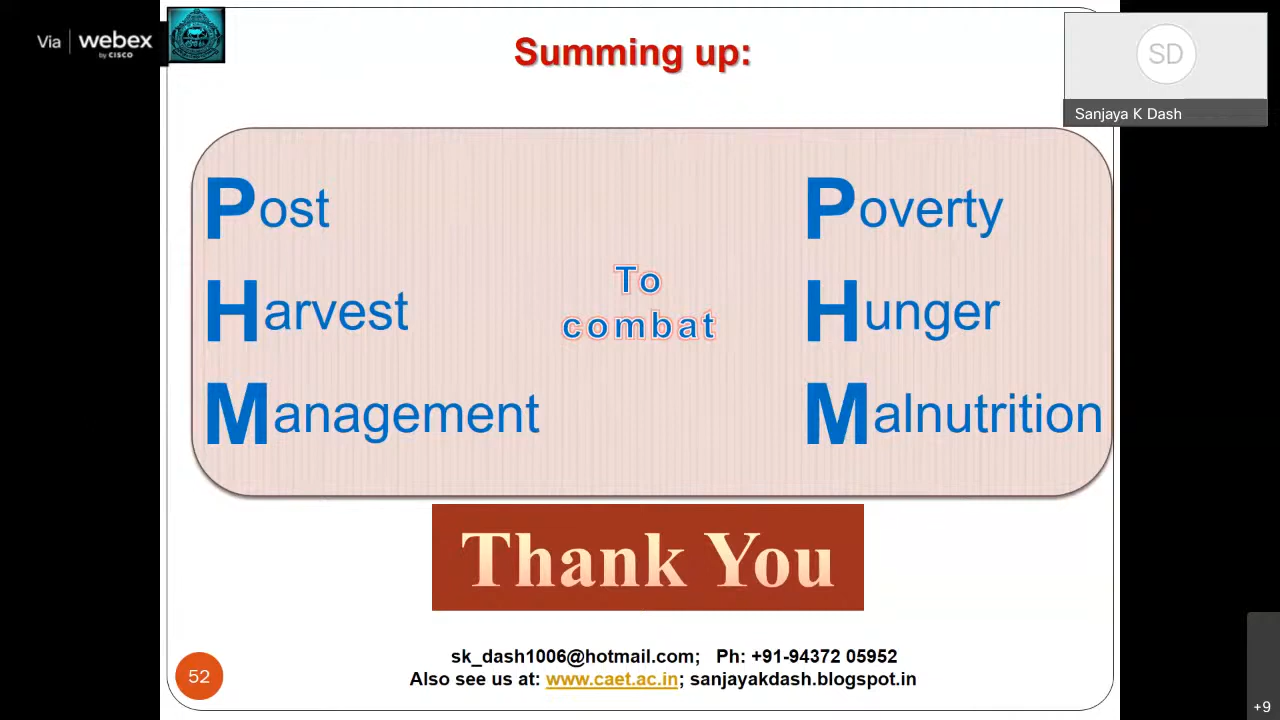 Via webex
by CISCO
Summing up:
SD
Sanjaya K Dash
Post
Harvest
Management
To
combat
Poverty
Hunger
Malnutrition
Thank You
sk_dash1006@hotmail.com; Ph: +91-94372 05952
Also see us at: www.caet.ac.in; sanjayakdash.blogspot.in
52
+9